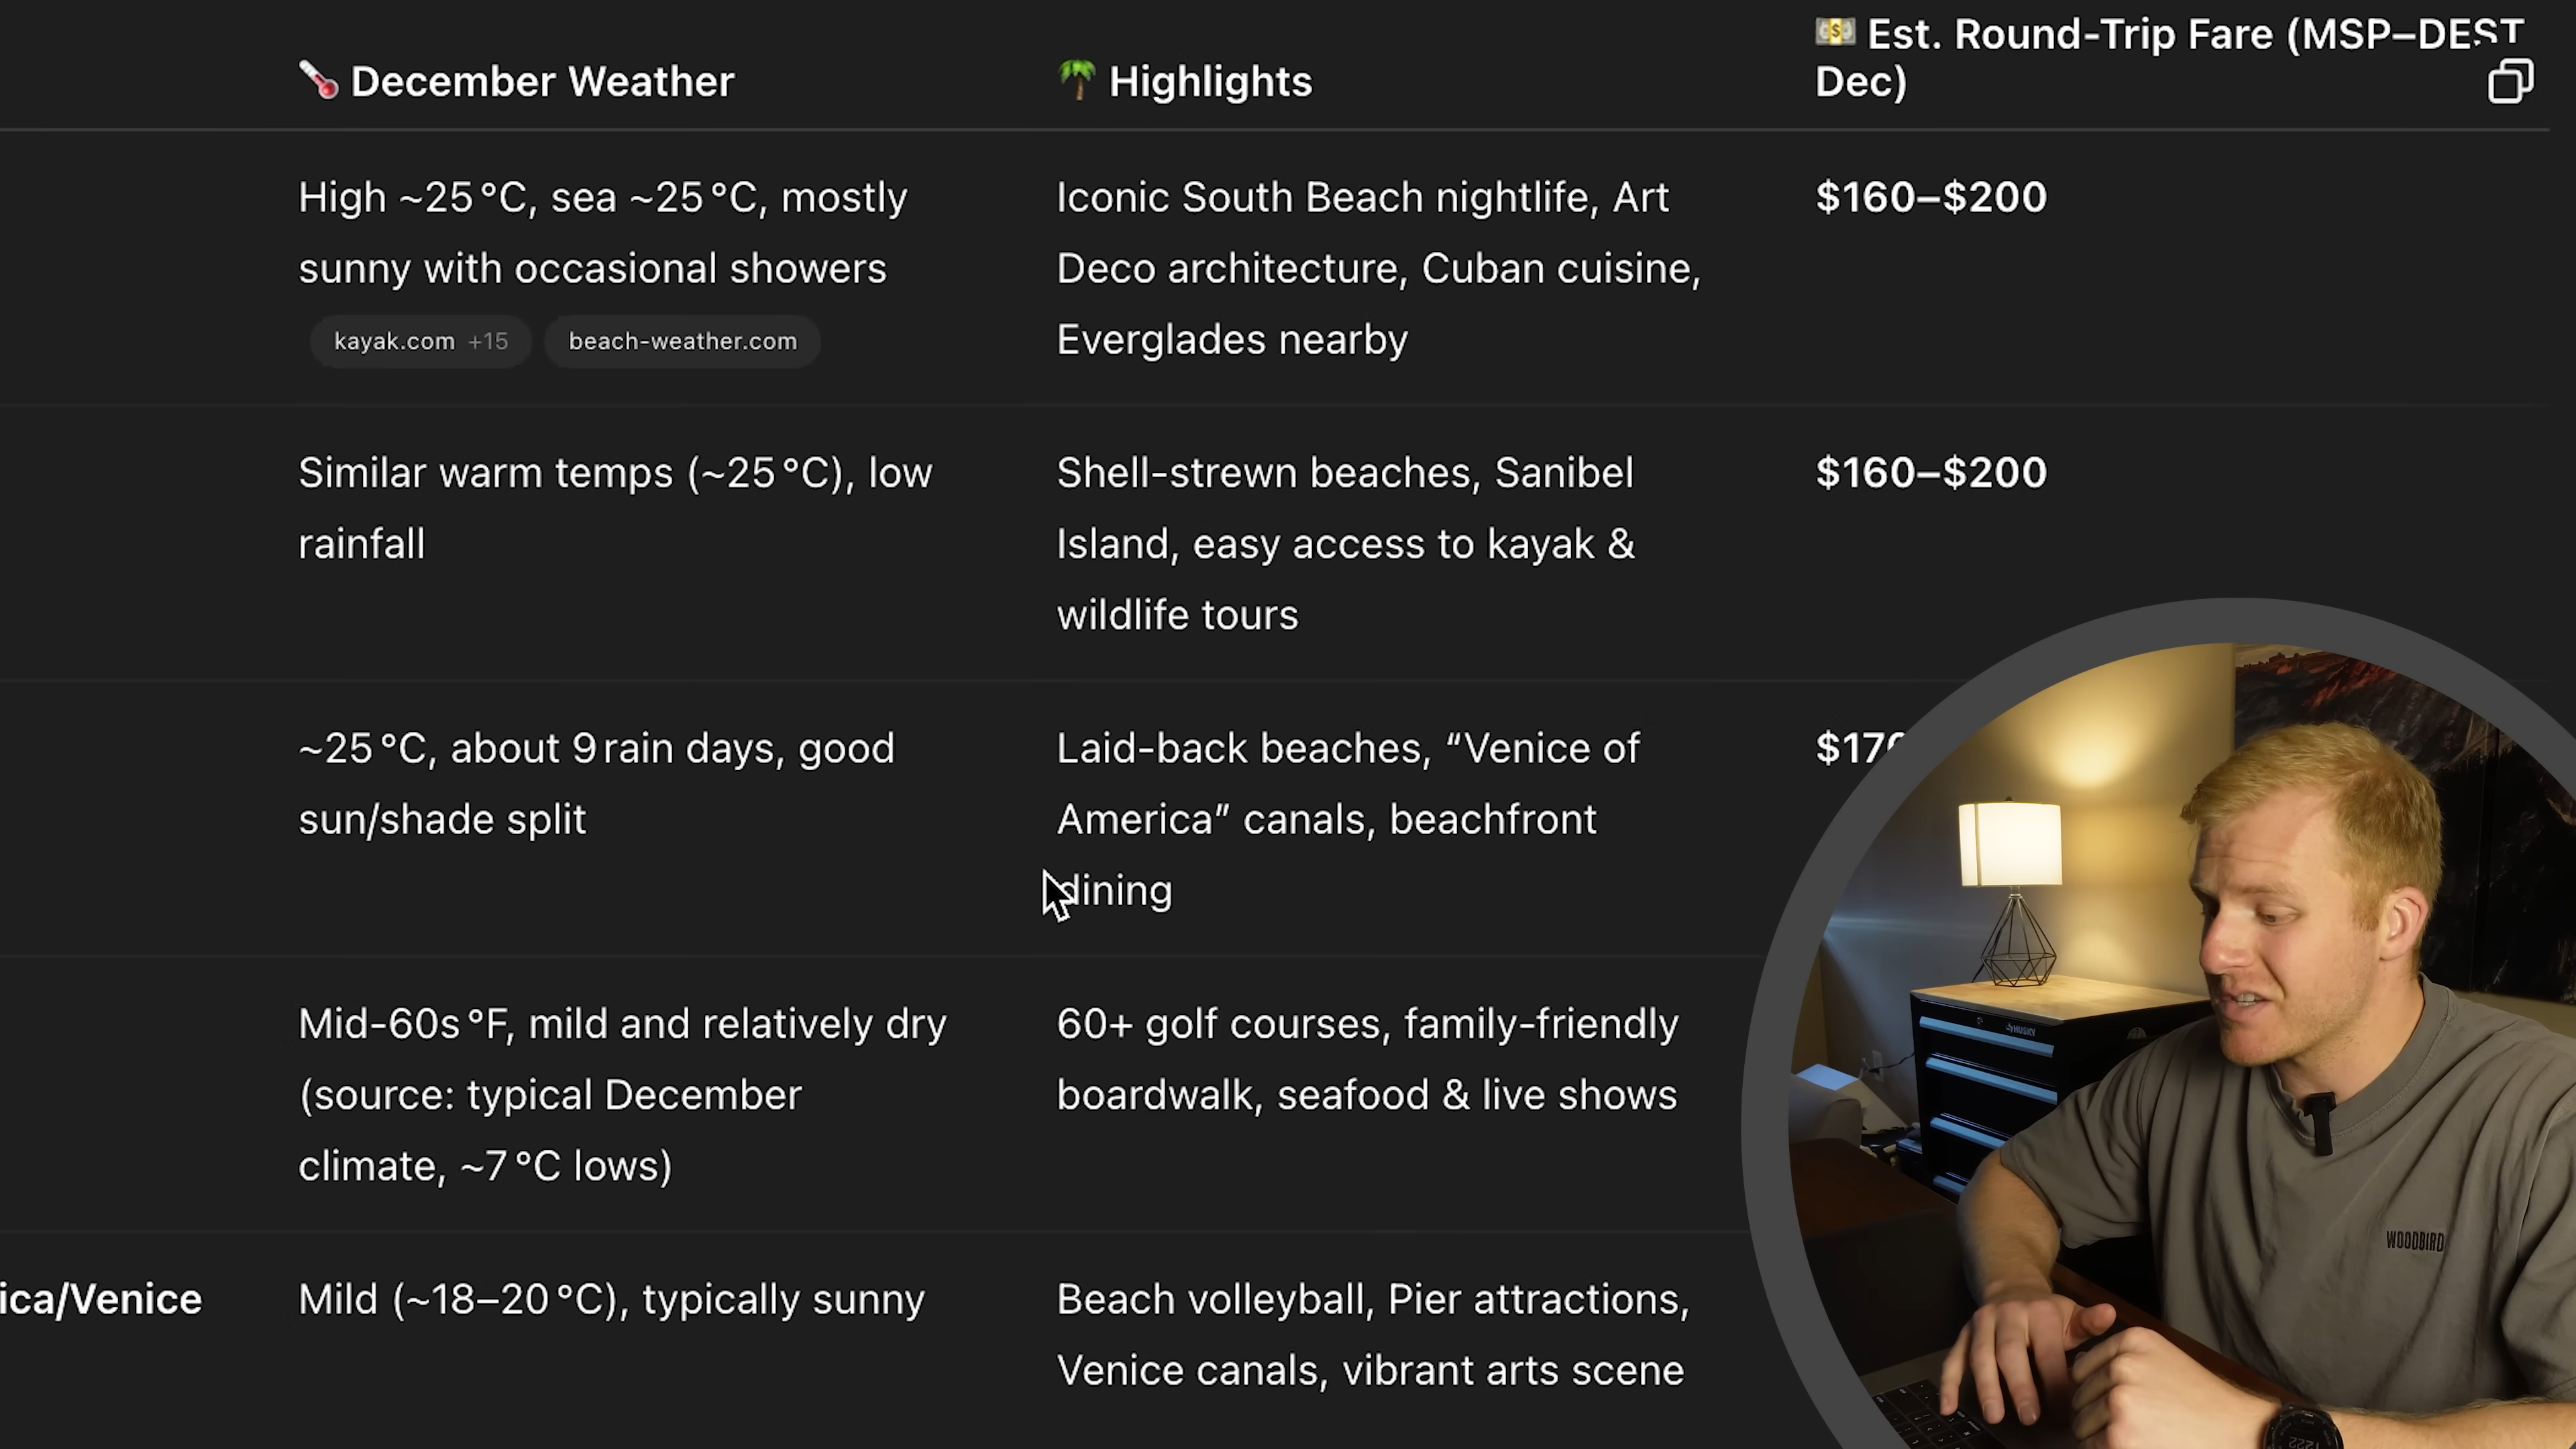 December Weather
Highlights
Est. Round-Trip Fare (MSP–DEST
Dec)
High ~25 °C, sea ~25 °C, mostly
sunny with occasional showers
kayak.com +15
beach-weather.com
Iconic South Beach nightlife, Art
Deco architecture, Cuban cuisine,
Everglades nearby
$160–$200
Similar warm temps (~25 °C), low
rainfall
Shell-strewn beaches, Sanibel
Island, easy access to kayak &
wildlife tours
$160–$200
~25 °C, about 9 rain days, good
sun/shade split
Laid-back beaches, “Venice of
America” canals, beachfront
dining
Mid-60s °F, mild and relatively dry
(source: typical December
climate, ~7 °C lows)
60+ golf courses, family-friendly
boardwalk, seafood & live shows
ica/Venice
Mild (~18–20 °C), typically sunny
Beach volleyball, Pier attractions,
Venice canals, vibrant arts scene
HUSKY
WOODBIRD